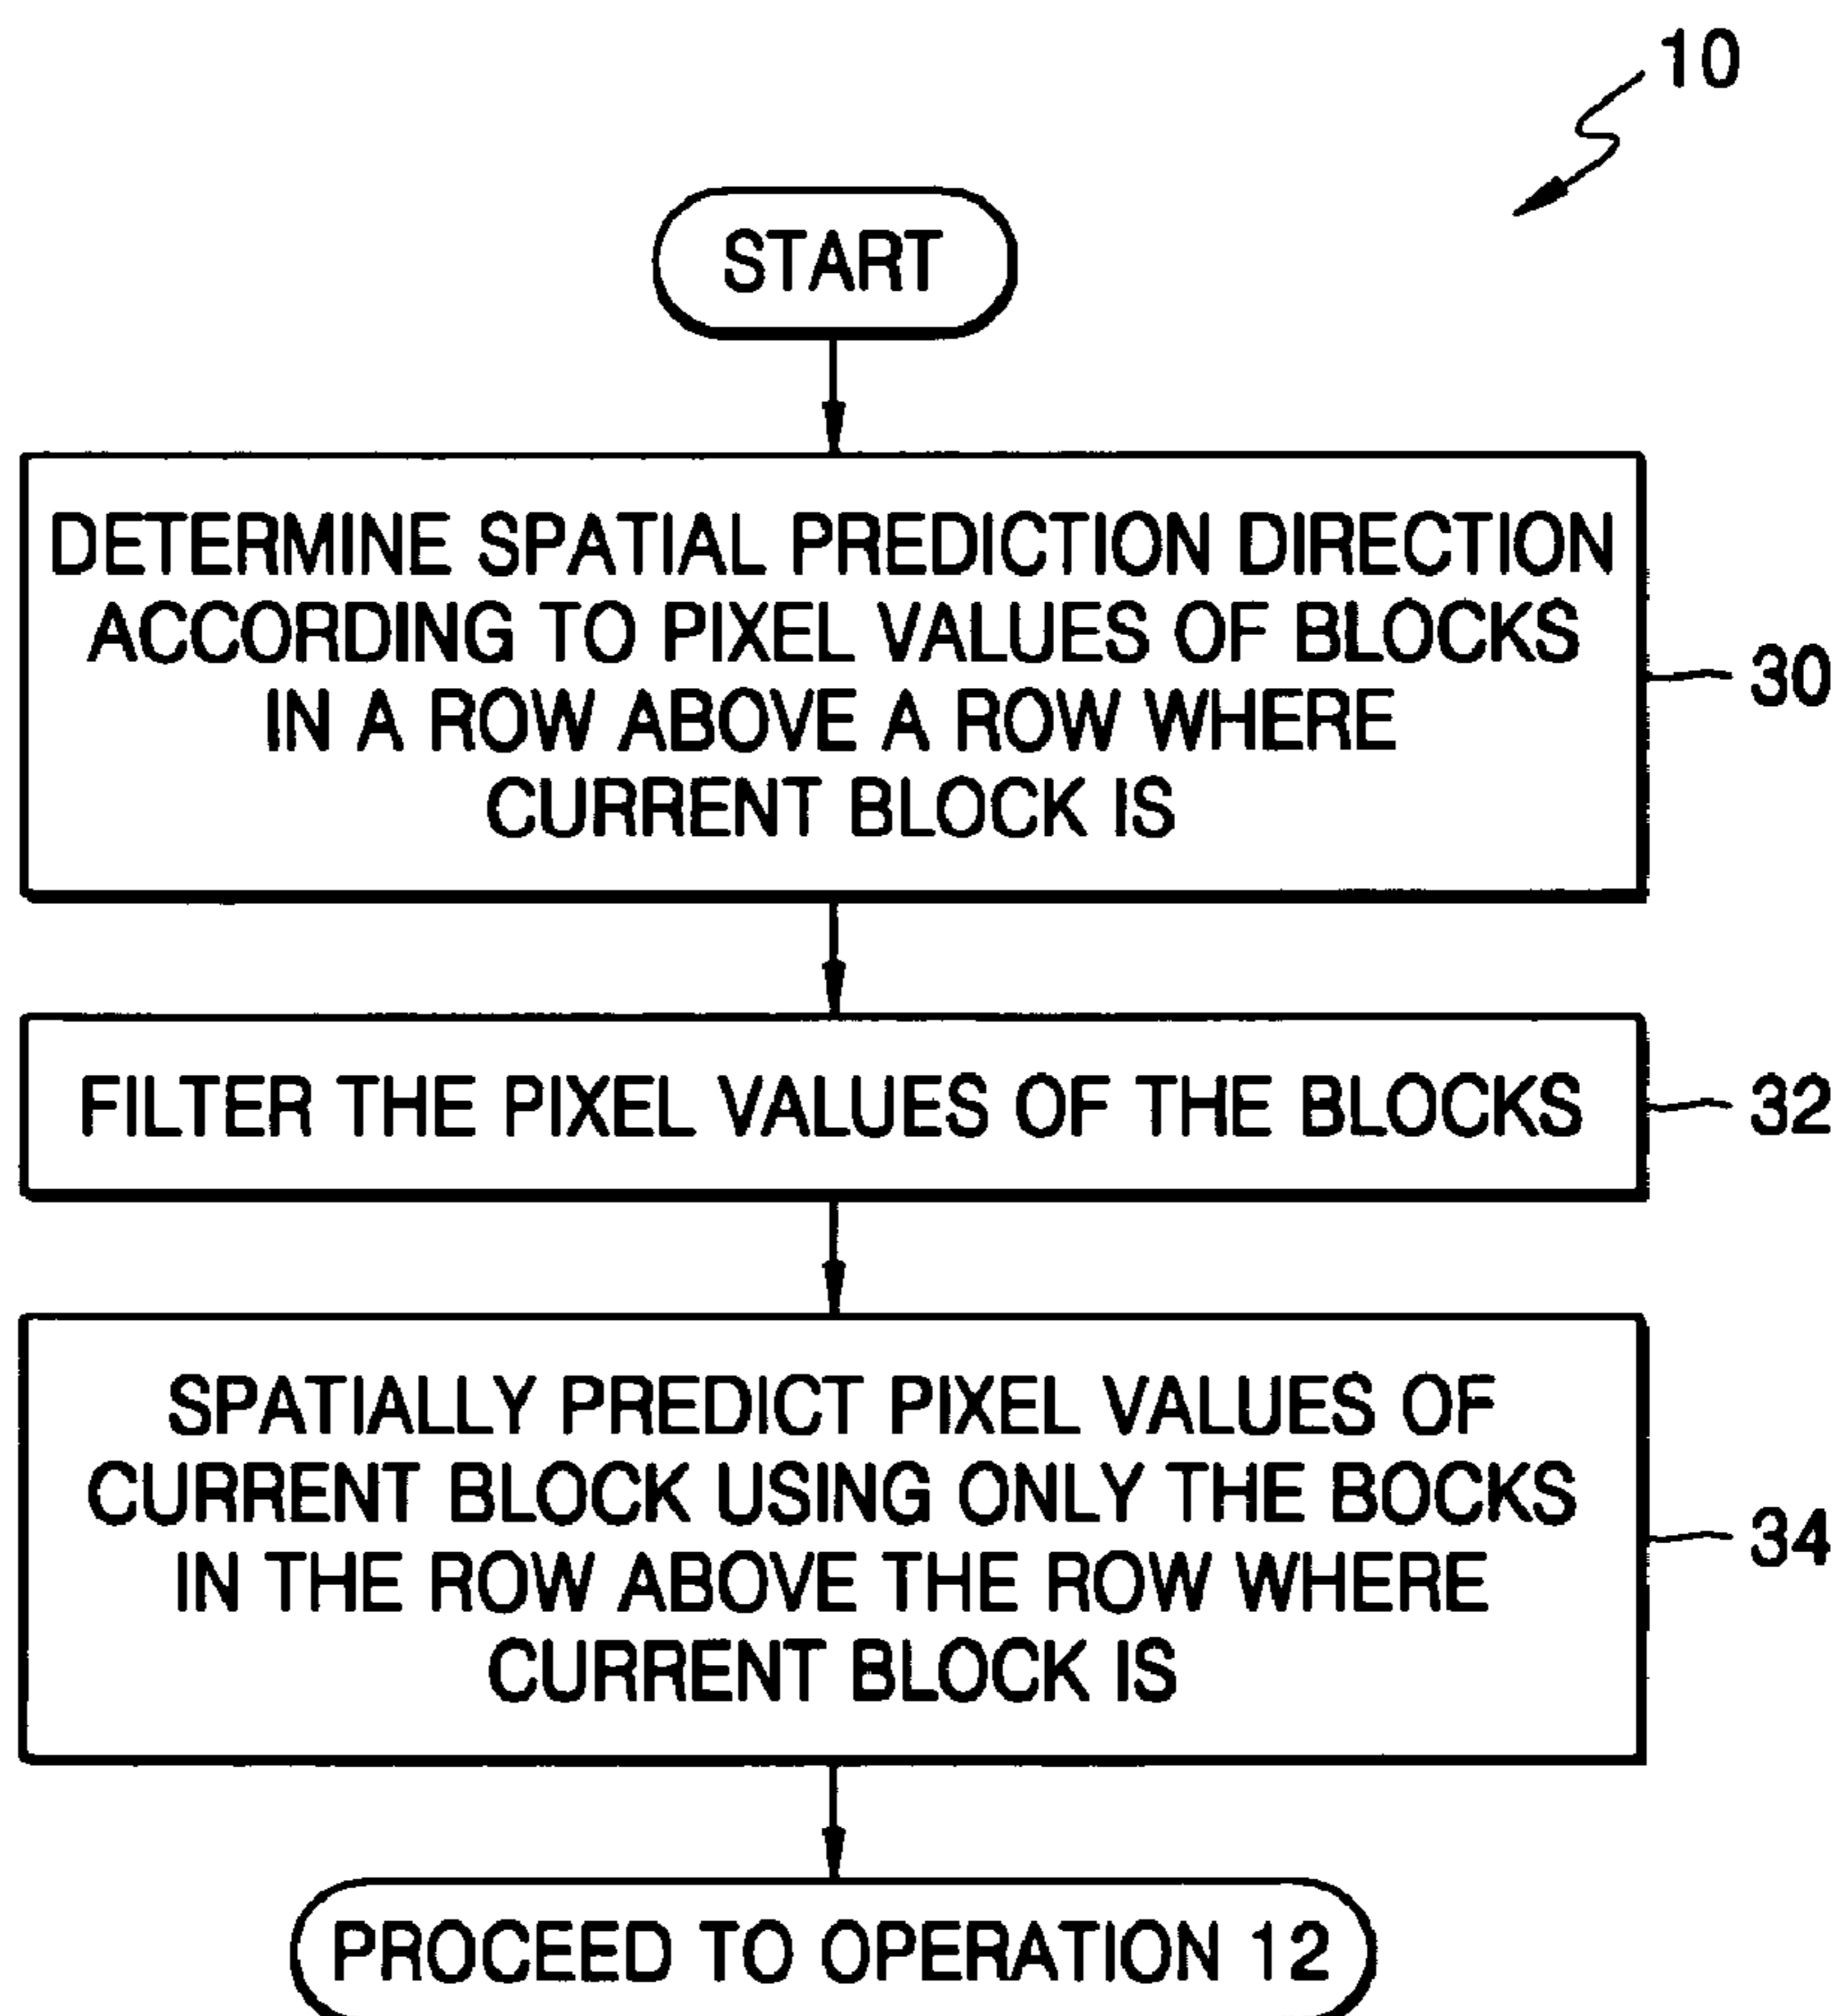 10
START
DETERMINE SPATIAL PREDICTION DIRECTION
ACCORDING TO PIXEL VALUES OF BLOCKS
IN A ROW ABOVE A ROW WHERE
CURRENT BLOCK IS
30
FILTER THE PIXEL VALUES OF THE BLOCKS
32
SPATIALLY PREDICT PIXEL VALUES OF
CURRENT BLOCK USING ONLY THE BOCKS
IN THE ROW ABOVE THE ROW WHERE
CURRENT BLOCK IS
34
PROCEED TO OPERATION 12